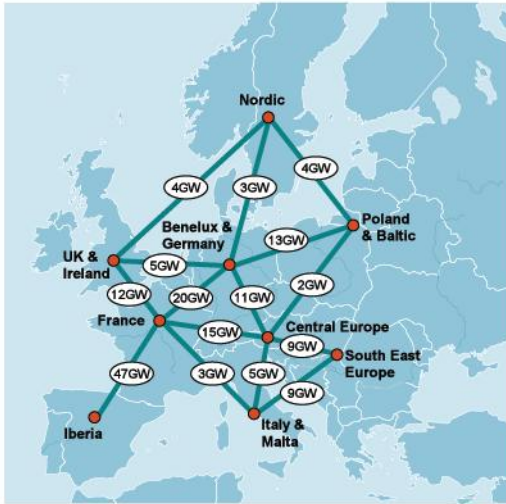 Nordic
4GW
3GW
4GW
Benelux &
Germany
Poland
& Baltic
13GW
UK &
Ireland
5GW
12GW
20GW
11GW
2GW
France
15GW
Central Europe
9GW
South East
Europe
47GW
3GW
5GW
9GW
Iberia
Italy &
Malta